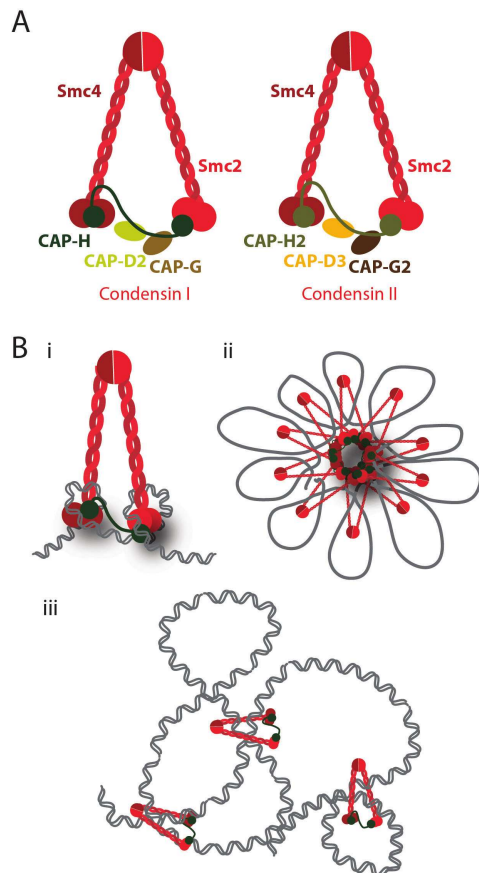 A
Smc4
Smc2
CAP-H
CAP-D2
CAP-G
Condensin I
Smc4
Smc2
CAP-H2
CAP-D3
CAP-G2
Condensin II
B
i
ii
iii